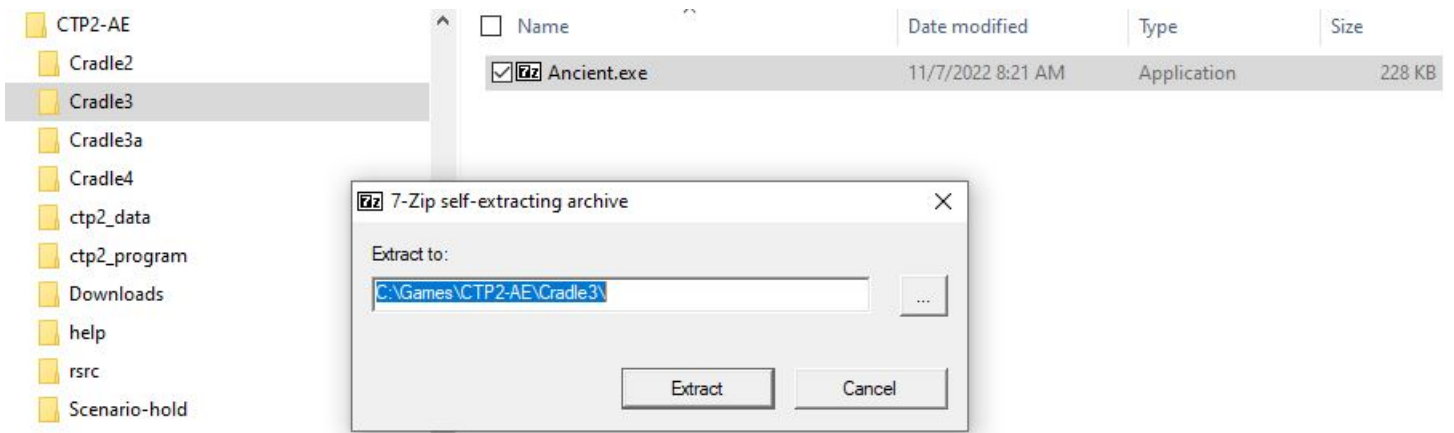 CTP2-AE
Cradle2
Cradle3
Cradle3a
Cradle4
ctp2_data
ctp2_program
Downloads
help
rsrc
Scenario-hold
Name Date modified Type Size
7z Ancient.exe 11/7/2022 8:21 AM Application 228 KB
7z 7-Zip self-extracting archive
Extract to:
C:\Games\CTP2-AE\Cradle3\
...
Extract Cancel